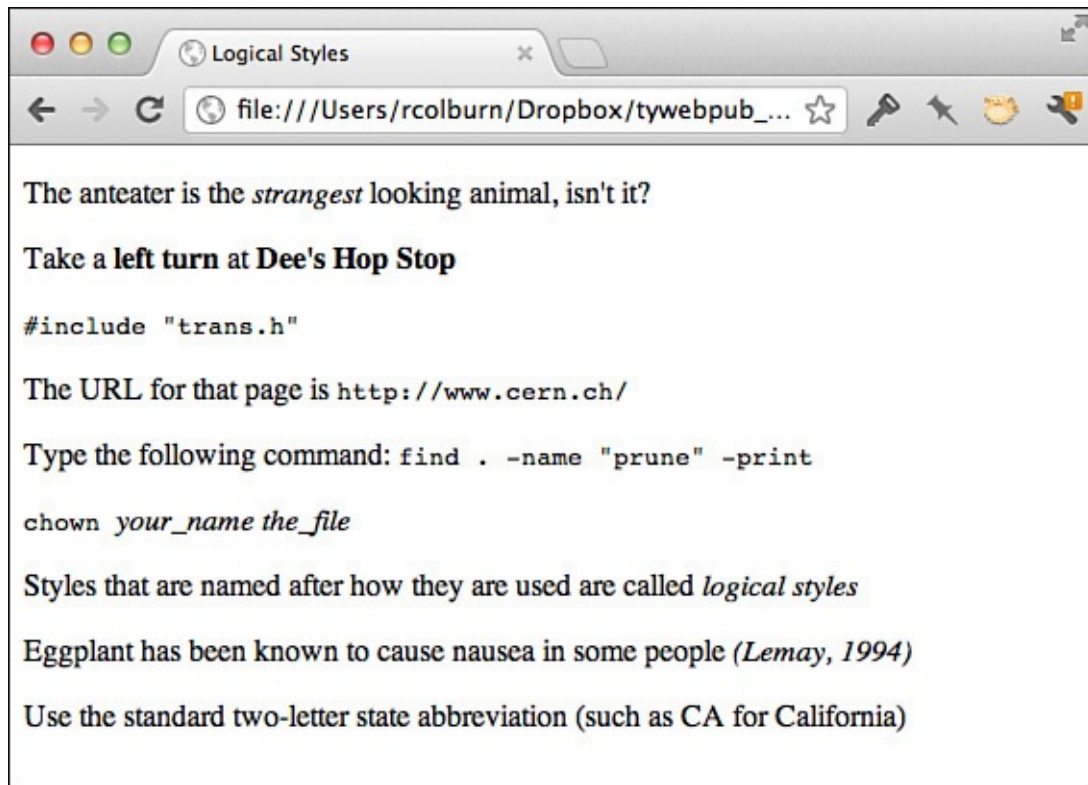 Logical Styles
file:///Users/rcolburn/Dropbox/tywebpub_...
The anteater is the strangest looking animal, isn't it?
Take a left turn at Dee's Hop Stop
#include "trans.h"
The URL for that page is http://www.cern.ch/
Type the following command: find . -name "prune" -print
chown your_name the_file
Styles that are named after how they are used are called logical styles
Eggplant has been known to cause nausea in some people (Lemay, 1994)
Use the standard two-letter state abbreviation (such as CA for California)